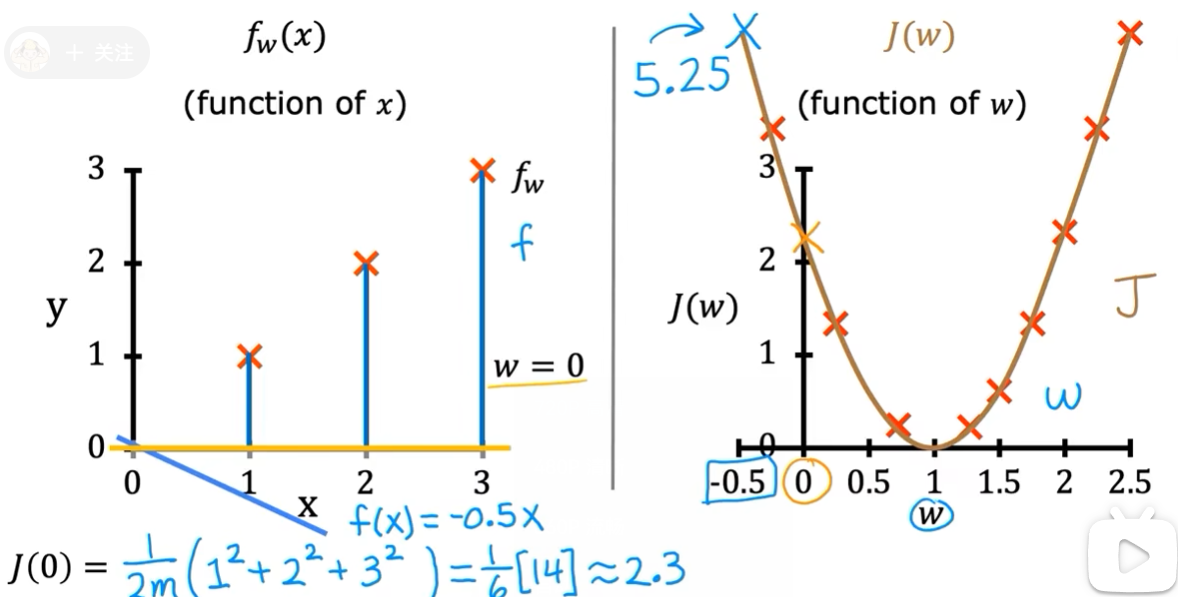 + 关注
f_w(x)
(function of x)
3
2
y
1
0
0 1 2 3
x
f_w
f
w = 0
f(x) = -0.5x
J(0) = 1/2m (1² + 2² + 3² ) = 1/6 [14] ≈ 2.3
5.25
J(w)
(function of w)
3
2
J(w)
1
0
J
w
-0.5 0 0.5 1 1.5 2 2.5
w